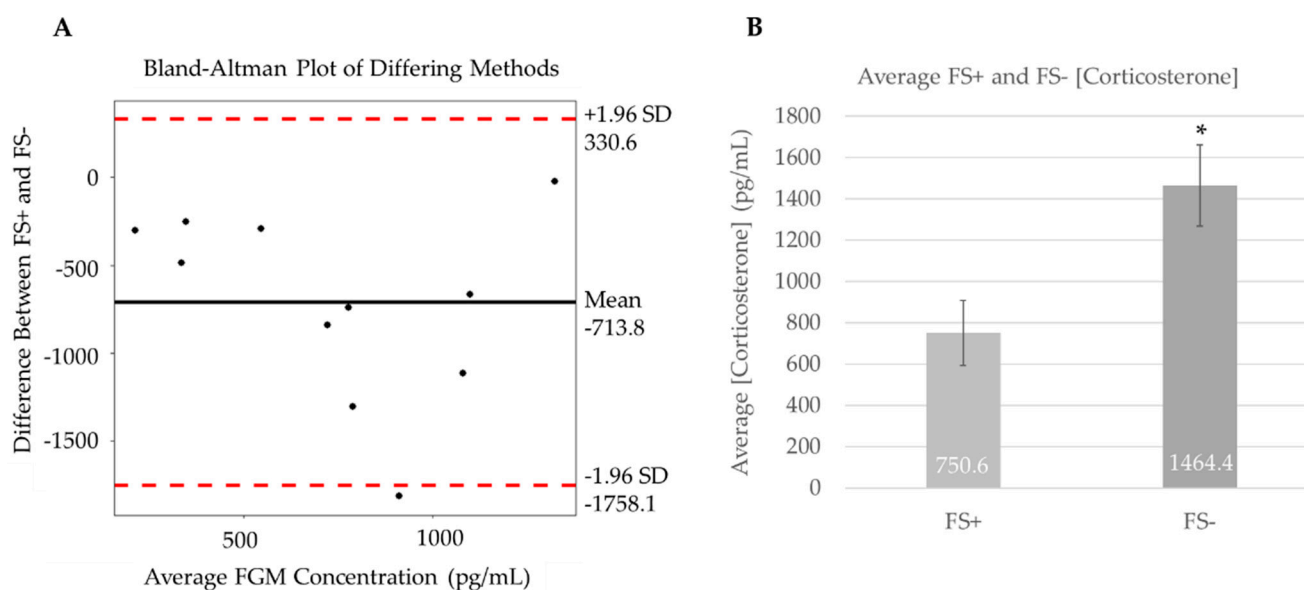 A
Bland-Altman Plot of Differing Methods
Difference Between FS+ and FS-
0
-500
-1000
-1500
+1.96 SD
330.6
Mean
-713.8
-1.96 SD
-1758.1
500
1000
Average FGM Concentration (pg/mL)
B
Average FS+ and FS- [Corticosterone]
Average [Corticosterone] (pg/mL)
1800
1600
1400
1200
1000
800
600
400
200
0
*
750.6
1464.4
FS+
FS-